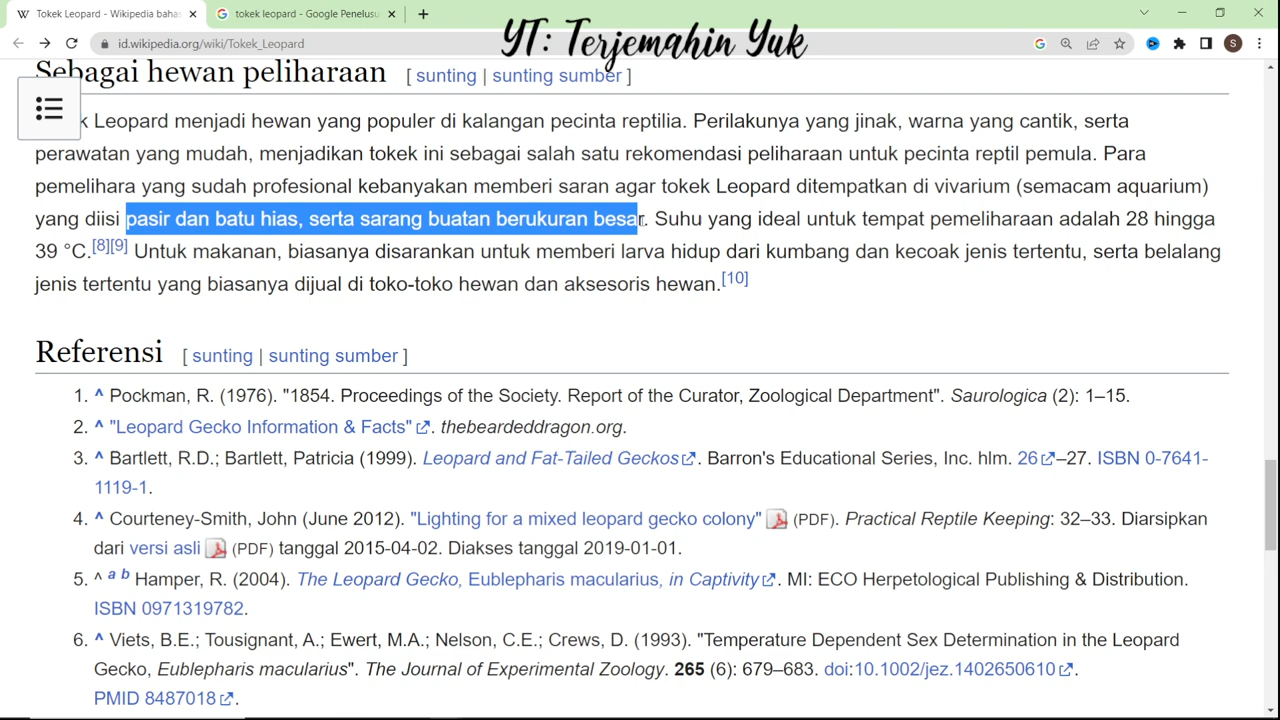 Tokek Leopard - Wikipedia bahas
tokek leopard - Google Penelusu
YT: Terjemahin Yuk
id.wikipedia.org/wiki/Tokek_Leopard
S
Sebagai hewan peliharaan [ sunting | sunting sumber ]
k Leopard menjadi hewan yang populer di kalangan pecinta reptilia. Perilakunya yang jinak, warna yang cantik, serta
perawatan yang mudah, menjadikan tokek ini sebagai salah satu rekomendasi peliharaan untuk pecinta reptil pemula. Para
pemelihara yang sudah profesional kebanyakan memberi saran agar tokek Leopard ditempatkan di vivarium (semacam aquarium)
yang diisi pasir dan batu hias, serta sarang buatan berukuran besar. Suhu yang ideal untuk tempat pemeliharaan adalah 28 hingga
39 °C.[8][9] Untuk makanan, biasanya disarankan untuk memberi larva hidup dari kumbang dan kecoak jenis tertentu, serta belalang
jenis tertentu yang biasanya dijual di toko-toko hewan dan aksesoris hewan.[10]
Referensi [ sunting | sunting sumber ]
1. ^ Pockman, R. (1976). "1854. Proceedings of the Society. Report of the Curator, Zoological Department". Saurologica (2): 1–15.
2. ^ "Leopard Gecko Information & Facts". thebeardeddragon.org.
3. ^ Bartlett, R.D.; Bartlett, Patricia (1999). Leopard and Fat-Tailed Geckos. Barron's Educational Series, Inc. hlm. 26–27. ISBN 0-7641-
1119-1.
4. ^ Courteney-Smith, John (June 2012). "Lighting for a mixed leopard gecko colony" (PDF). Practical Reptile Keeping: 32–33. Diarsipkan
dari versi asli (PDF) tanggal 2015-04-02. Diakses tanggal 2019-01-01.
5. ^ a b Hamper, R. (2004). The Leopard Gecko, Eublepharis macularius, in Captivity. MI: ECO Herpetological Publishing & Distribution.
ISBN 0971319782.
6. ^ Viets, B.E.; Tousignant, A.; Ewert, M.A.; Nelson, C.E.; Crews, D. (1993). "Temperature Dependent Sex Determination in the Leopard
Gecko, Eublepharis macularius". The Journal of Experimental Zoology. 265 (6): 679–683. doi:10.1002/jez.1402650610.
PMID 8487018.